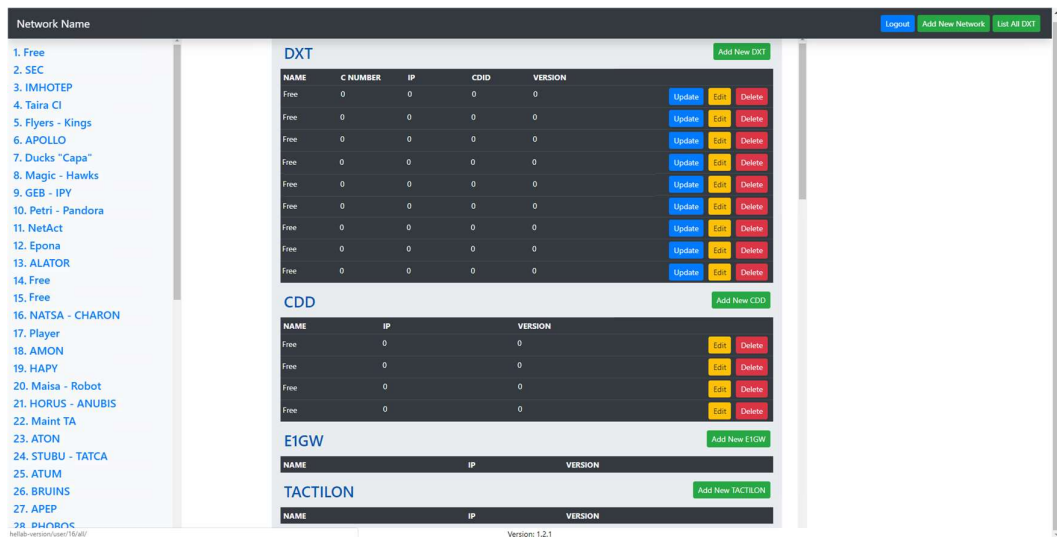 Network Name
Logout Add New Network List All DXT
1. Free
2. SEC
3. IMHOTEP
4. Taira CI
5. Flyers - Kings
6. APOLLO
7. Ducks "Capa"
8. Magic - Hawks
9. GEB - IPY
10. Petri - Pandora
11. NetAct
12. Epona
13. ALATOR
14. Free
15. Free
16. NATSA - CHARON
17. Player
18. AMON
19. HAPY
20. Maisa - Robot
21. HORUS - ANUBIS
22. Maint TA
23. ATON
24. STUBU - TATCA
25. ATUM
26. BRUINS
27. APEP
28. PHOBOS
DXT Add New DXT
NAME C NUMBER IP CDID VERSION
Free 0 0 0 0 Update Edit Delete
Free 0 0 0 0 Update Edit Delete
Free 0 0 0 0 Update Edit Delete
Free 0 0 0 0 Update Edit Delete
Free 0 0 0 0 Update Edit Delete
Free 0 0 0 0 Update Edit Delete
Free 0 0 0 0 Update Edit Delete
Free 0 0 0 0 Update Edit Delete
Free 0 0 0 0 Update Edit Delete
CDD Add New CDD
NAME IP VERSION
Free 0 0 Edit Delete
Free 0 0 Edit Delete
Free 0 0 Edit Delete
Free 0 0 Edit Delete
E1GW Add New E1GW
NAME IP VERSION
TACTILON Add New TACTILON
NAME IP VERSION
hellab-version/user/16/all/
Version: 1.2.1